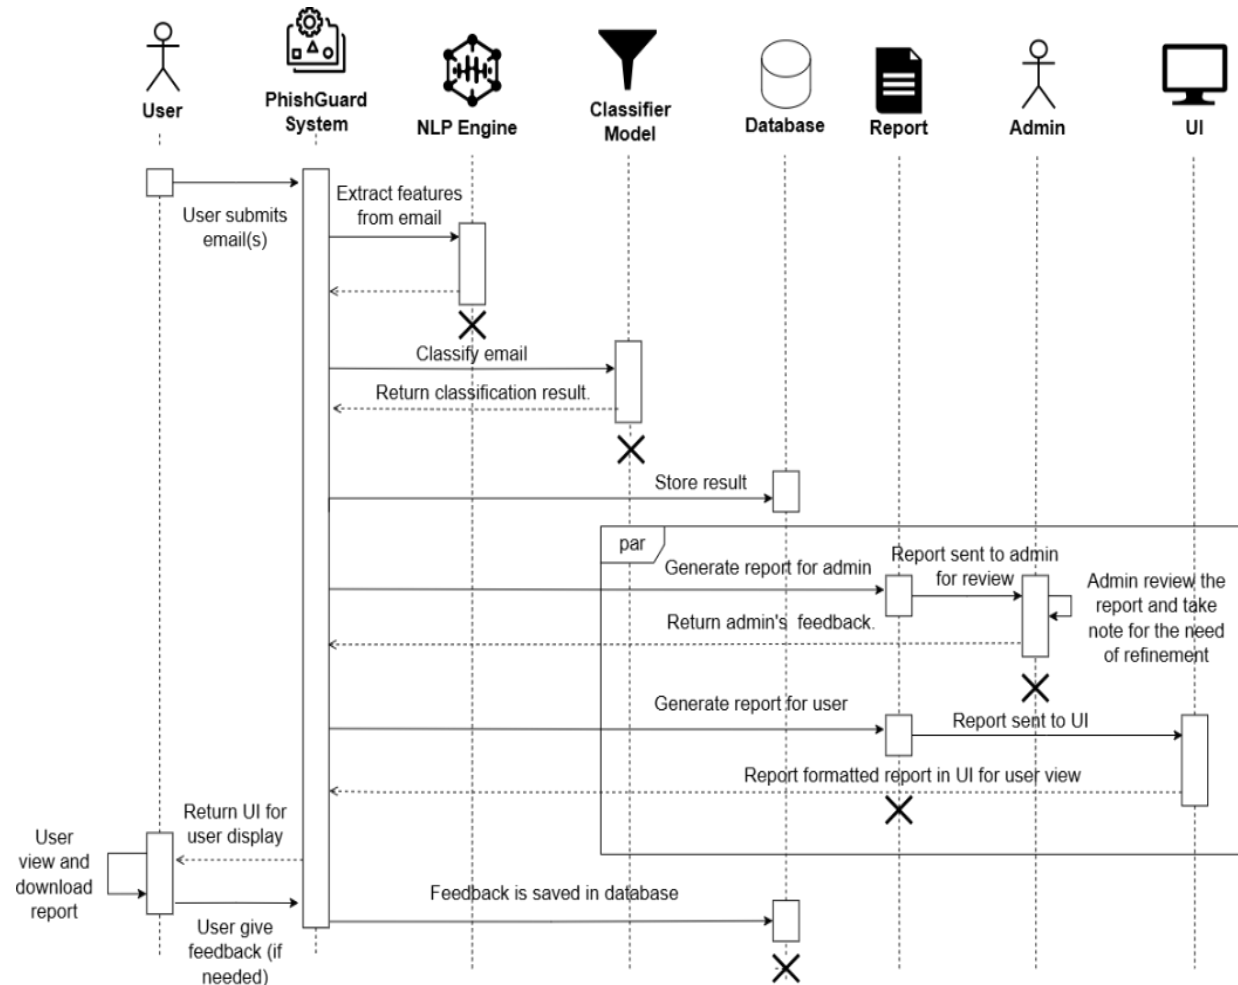 User
PhishGuard
System
NLP Engine
Classifier
Model
Database
Report
Admin
UI
User submits
email(s)
Extract features
from email
Classify email
Return classification result.
Store result
par
Generate report for admin
Report sent to admin
for review
Admin review the
report and take
note for the need
of refinement
Return admin's feedback.
Generate report for user
Report sent to UI
Report formatted report in UI for user view
Return UI for
user display
User
view and
download
report
Feedback is saved in database
User give
feedback (if
needed)